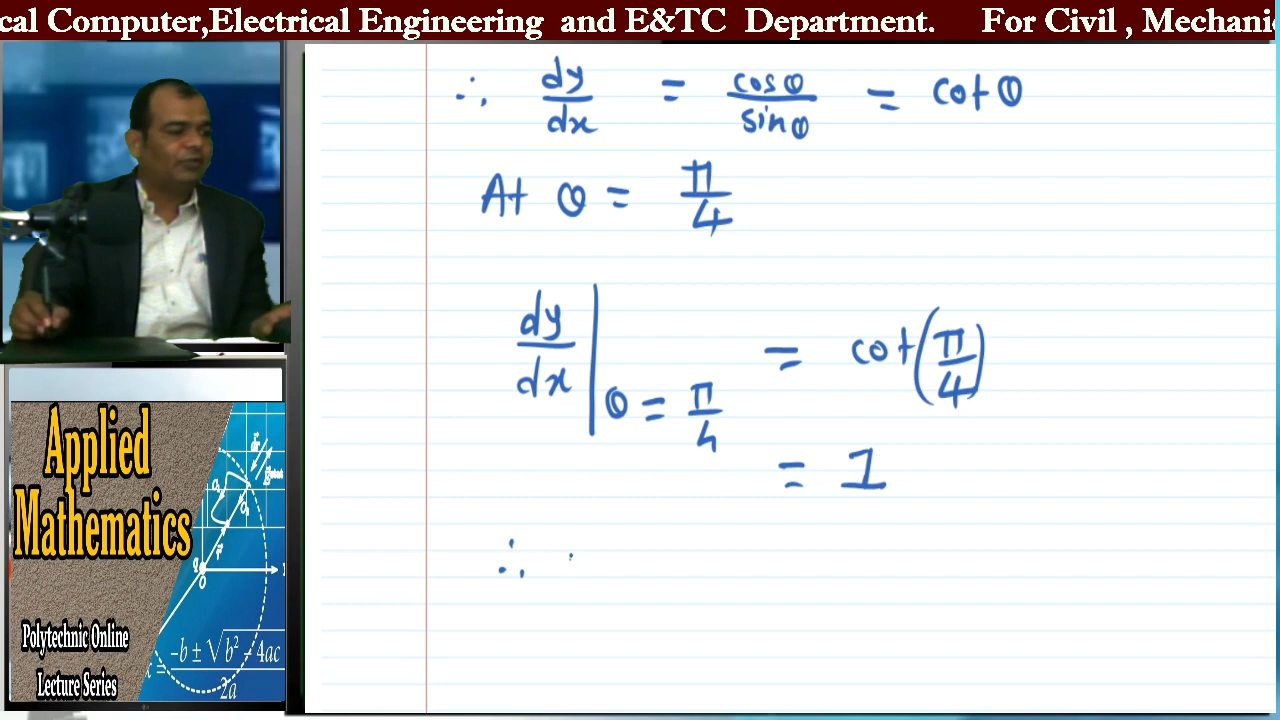 cal Computer,Electrical Engineering and E&TC Department. For Civil , Mechani
∴ dy/dx = cosθ/sinθ = cotθ
At θ = π/4
dy/dx | θ = π/4 = cot(π/4)
= 1
∴
Applied
Mathematics
Polytechnic Online
Lecture Series
-b ± √b² - 4ac
2a